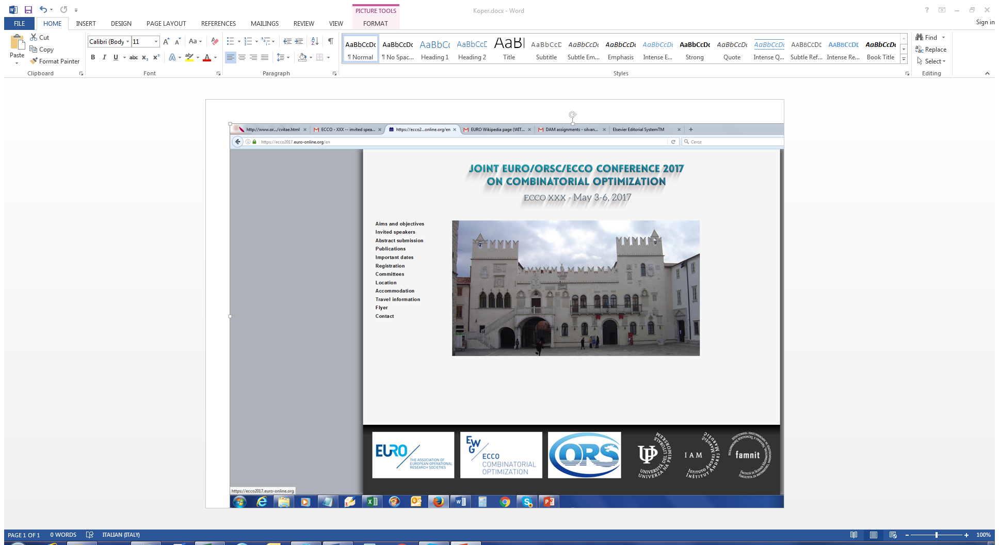 PICTURE TOOLS
Koper.docx - Word
?
FILE
HOME
INSERT
DESIGN
PAGE LAYOUT
REFERENCES
MAILINGS
REVIEW
VIEW
FORMAT
Sign in
Paste
Cut
Copy
Format Painter
Clipboard
Calibri (Body
11
Aa
B I U abc x₂ x²
A
Font
Paragraph
AaBbCcDc
¶ Normal
AaBbCcDc
¶ No Spac...
AaBbCc
Heading 1
AaBbCcE
Heading 2
AaB
Title
AaBbCcE
Subtitle
AaBbCcDc
Subtle Em...
AaBbCcDc
Emphasis
AaBbCcDc
Intense E...
AaBbCcDc
Strong
AaBbCcDc
Quote
AaBbCcDc
Intense Q...
AABBCCDE
Subtle Ref...
AABBCCDE
Intense Re...
AaBbCcDc
Book Title
Styles
Find
Replace
Select
Editing
http://www.or.../cvitae.html
ECCO - XXX -- invited spea...
https://ecco2...online.org/en
EURO Wikipedia page (WIT...
DAM assignments - silvan...
Elsevier Editorial SystemTM
https://ecco2017.euro-online.org/en
Cerca
JOINT EURO/ORSC/ECCO CONFERENCE 2017
ON COMBINATORIAL OPTIMIZATION
ECCO XXX - May 3-6, 2017
Aims and objectives
Invited speakers
Abstract submission
Publications
Important dates
Registration
Committees
Location
Accommodation
Travel information
Flyer
Contact
EURO
THE ASSOCIATION OF
EUROPEAN OPERATIONAL
RESEARCH SOCIETIES
EWG
ECCO
COMBINATORIAL
OPTIMIZATION
ORS
UP
UNIVERSITÀ DEL LITORALE
UNIVERZA NA PRIMORSKEM
IAM
ISTITUTO ANDREJ MARUŠIČ
INŠTITUT ANDREJ MARUŠIČ
famnit
https://ecco2017.euro-online.org
PAGE 1 OF 1
0 WORDS
ITALIAN (ITALY)
100%